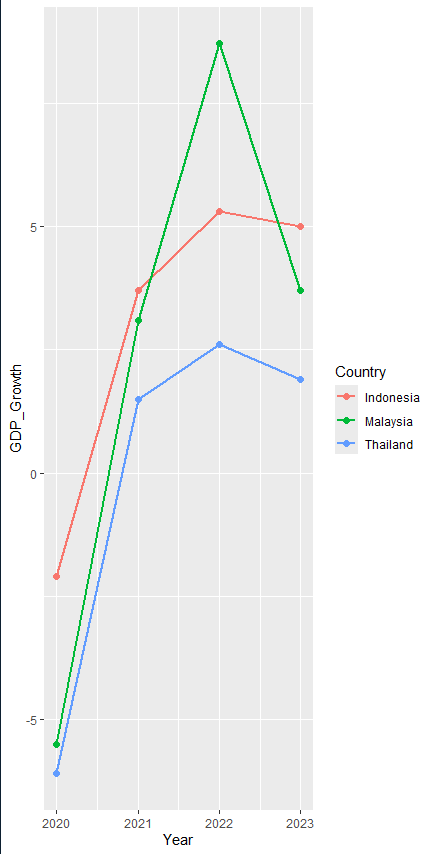 GDP_Growth
5
0
-5
2020 2021 2022 2023
Year
Country
Indonesia
Malaysia
Thailand